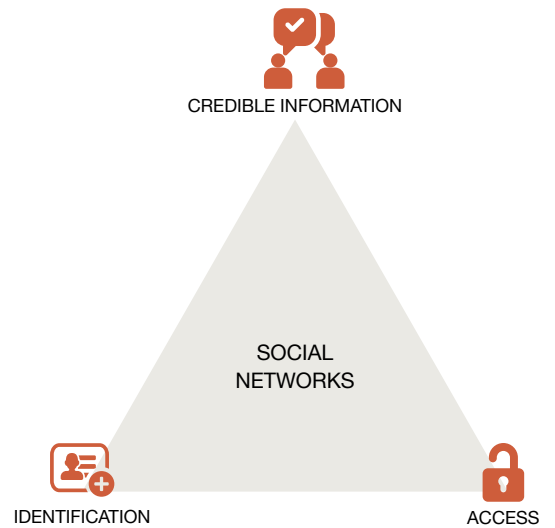 CREDIBLE INFORMATION
SOCIAL
NETWORKS
IDENTIFICATION
ACCESS